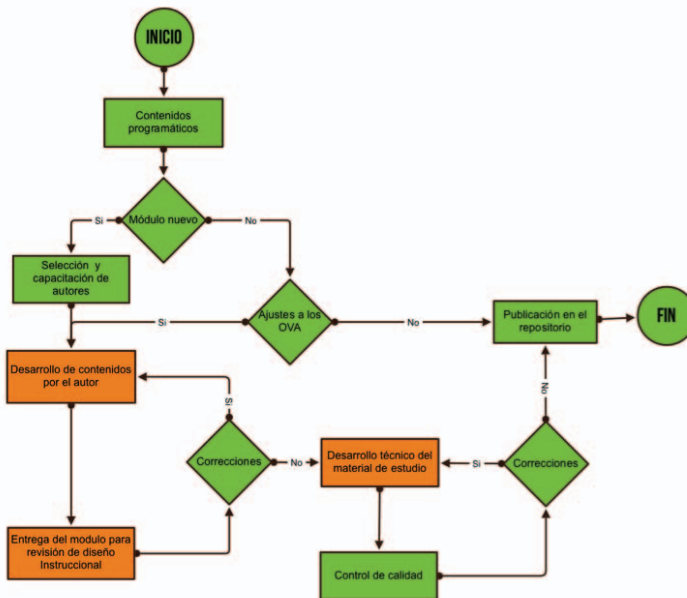 INICIO
Contenidos
programáticos
Si
Módulo nuevo
No
Selección y
capacitación de
autores
Si
Ajustes a los
OVA
No
Publicación en el
repositorio
FIN
Desarrollo de contenidos
por el autor
Si
No
Correcciones
No
Desarrollo técnico del
material de estudio
Si
Correcciones
Entrega del modulo para
revisión de diseño
Instruccional
Control de calidad